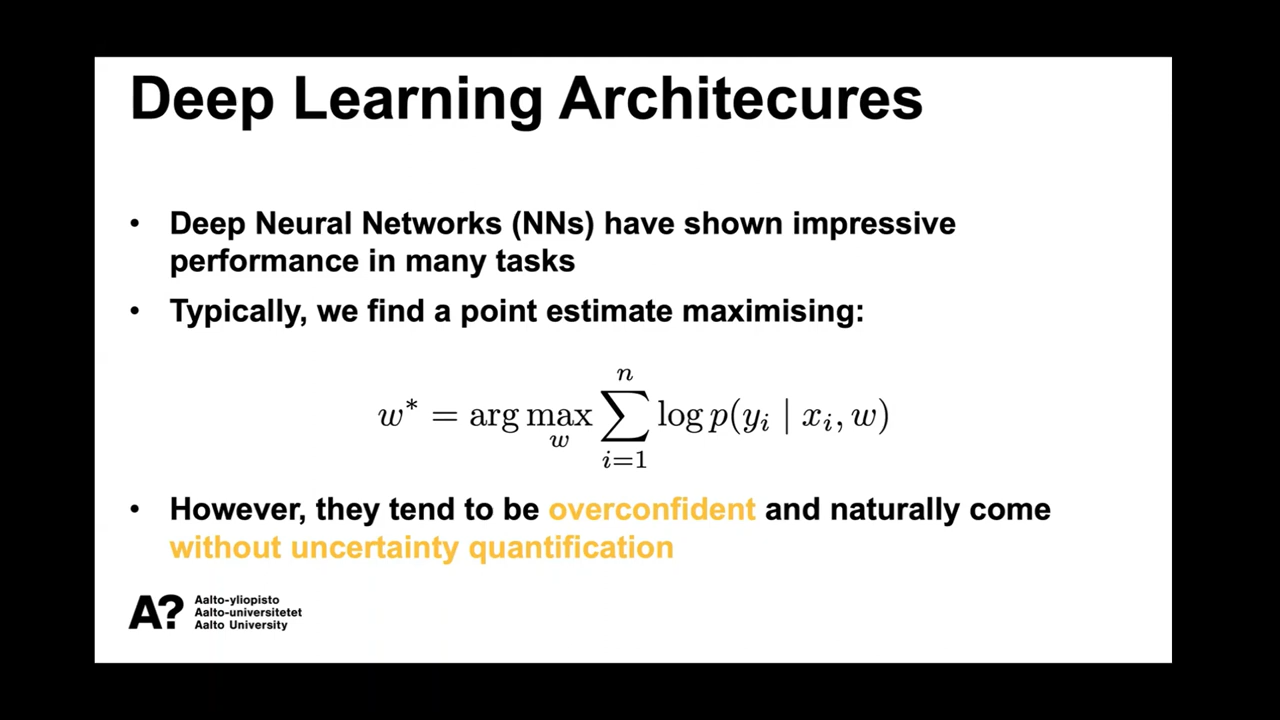 Deep Learning Architecures
• Deep Neural Networks (NNs) have shown impressive
performance in many tasks
• Typically, we find a point estimate maximising:
w* = arg max_w ∑_{i=1}^{n} log p(y_i | x_i, w)
• However, they tend to be overconfident and naturally come
without uncertainty quantification
A?
Aalto-yliopisto
Aalto-universitetet
Aalto University